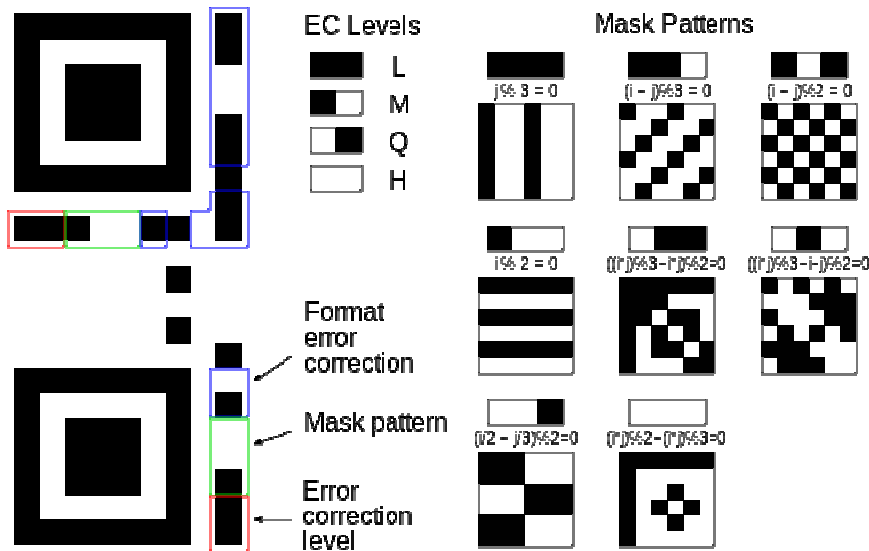 EC Levels
L
M
Q
H
Mask Patterns
j%3 = 0
(i - j)%3 = 0
(i - j)%2 = 0
i%2 = 0
((i*j)%3-i*j)%2=0
((i*j)%3-i-j)%2=0
(i/2 - j/3)%2=0
(i*j)%2-(i*j)%3=0
Format
error
correction
Mask pattern
Error
correction
level